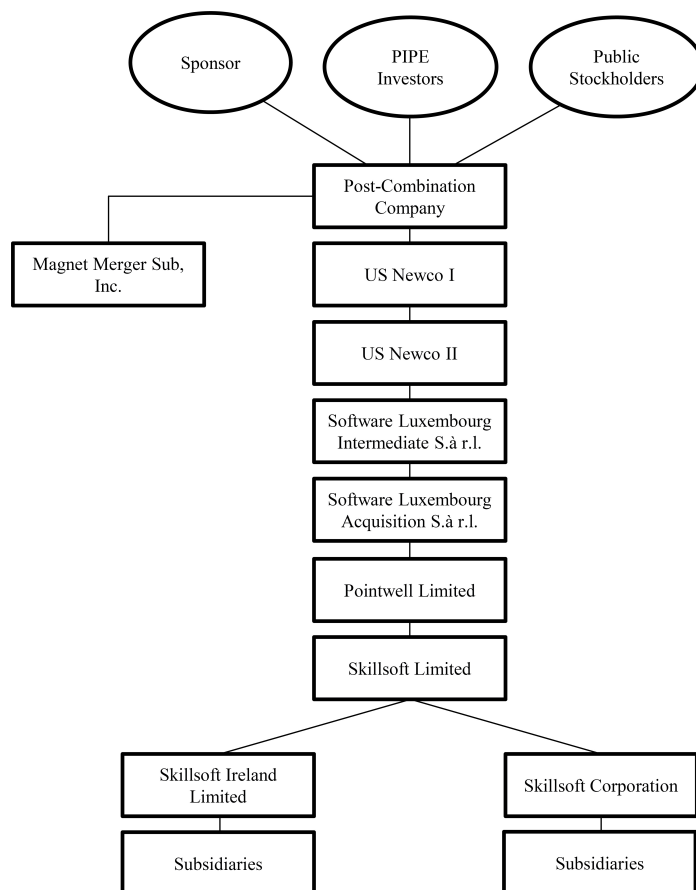 Sponsor
PIPE
Investors
Public
Stockholders
Post-Combination
Company
Magnet Merger Sub,
Inc.
US Newco I
US Newco II
Software Luxembourg
Intermediate S.à r.l.
Software Luxembourg
Acquisition S.à r.l.
Pointwell Limited
Skillsoft Limited
Skillsoft Ireland
Limited
Skillsoft Corporation
Subsidiaries
Subsidiaries